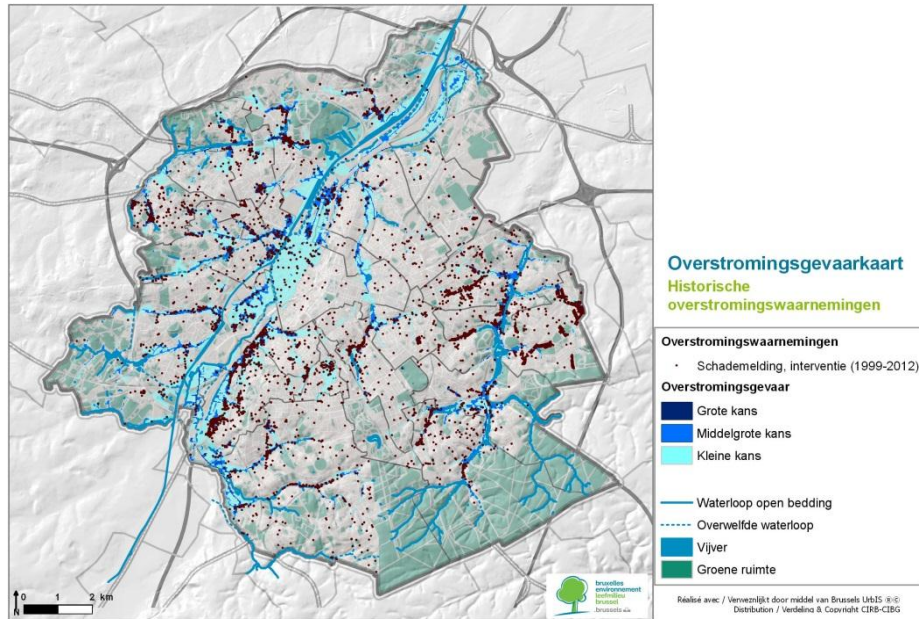 Overstromingsgevaarkaart
Historische
overstromingswaarnemingen
Overstromingswaarnemingen
Schademelding, interventie (1999-2012)
Overstromingsgevaar
Grote kans
Middelgrote kans
Kleine kans
Waterloop open bedding
Overwelfde waterloop
Vijver
Groene ruimte
N
0 1 2 km
bruxelles
environnement
leefmilieu
brussel
.brussels
Réalisé avec / Verweznlijkt door middel van Brussels UrbIS ®©
Distribution / Verdeling & Copyright CIRB-CIBG